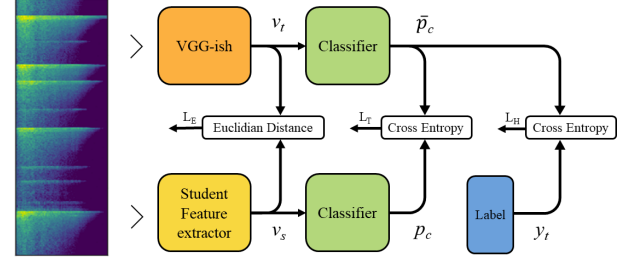 v_t
p̄_c
VGG-ish
Classifier
L_E
Euclidian Distance
L_T
Cross Entropy
L_H
Cross Entropy
Student
Feature
extractor
Classifier
Label
v_s
p_c
y_t